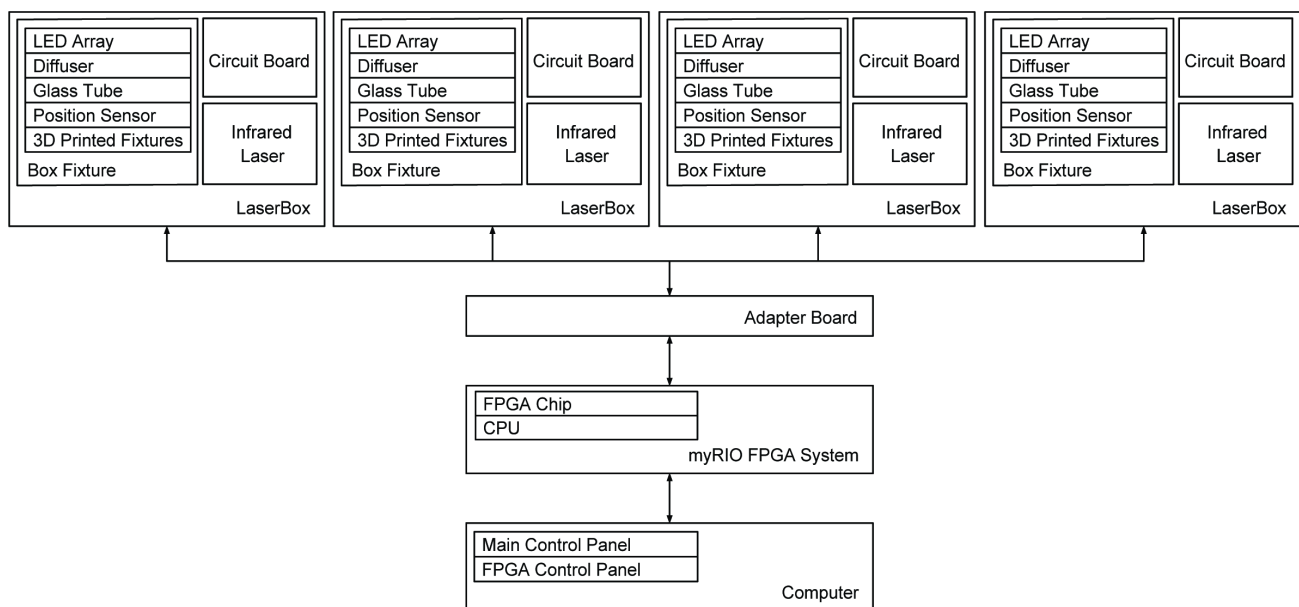 LED Array
Diffuser
Glass Tube
Position Sensor
3D Printed Fixtures
Box Fixture
Circuit Board
Infrared
Laser
LaserBox
LED Array
Diffuser
Glass Tube
Position Sensor
3D Printed Fixtures
Box Fixture
Circuit Board
Infrared
Laser
LaserBox
LED Array
Diffuser
Glass Tube
Position Sensor
3D Printed Fixtures
Box Fixture
Circuit Board
Infrared
Laser
LaserBox
LED Array
Diffuser
Glass Tube
Position Sensor
3D Printed Fixtures
Box Fixture
Circuit Board
Infrared
Laser
LaserBox
Adapter Board
FPGA Chip
CPU
myRIO FPGA System
Main Control Panel
FPGA Control Panel
Computer